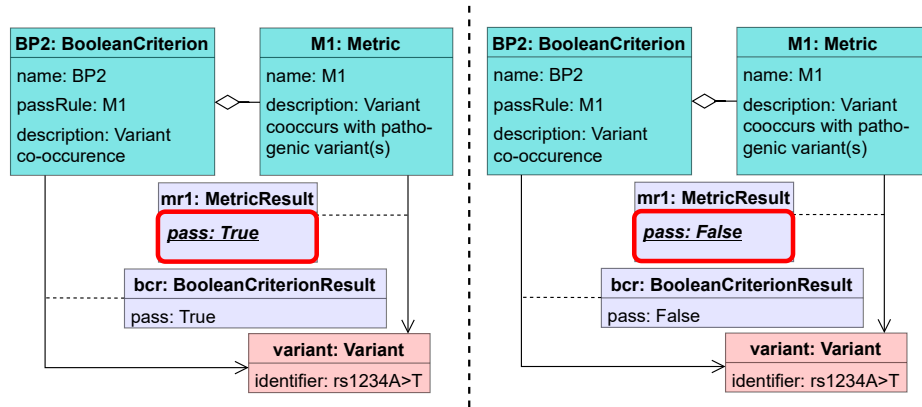 BP2: BooleanCriterion
name: BP2
passRule: M1
description: Variant
co-occurence
M1: Metric
name: M1
description: Variant
cooccurs with patho-
genic variant(s)
mr1: MetricResult
pass: True
bcr: BooleanCriterionResult
pass: True
variant: Variant
identifier: rs1234A>T
BP2: BooleanCriterion
name: BP2
passRule: M1
description: Variant
co-occurence
M1: Metric
name: M1
description: Variant
cooccurs with patho-
genic variant(s)
mr1: MetricResult
pass: False
bcr: BooleanCriterionResult
pass: False
variant: Variant
identifier: rs1234A>T